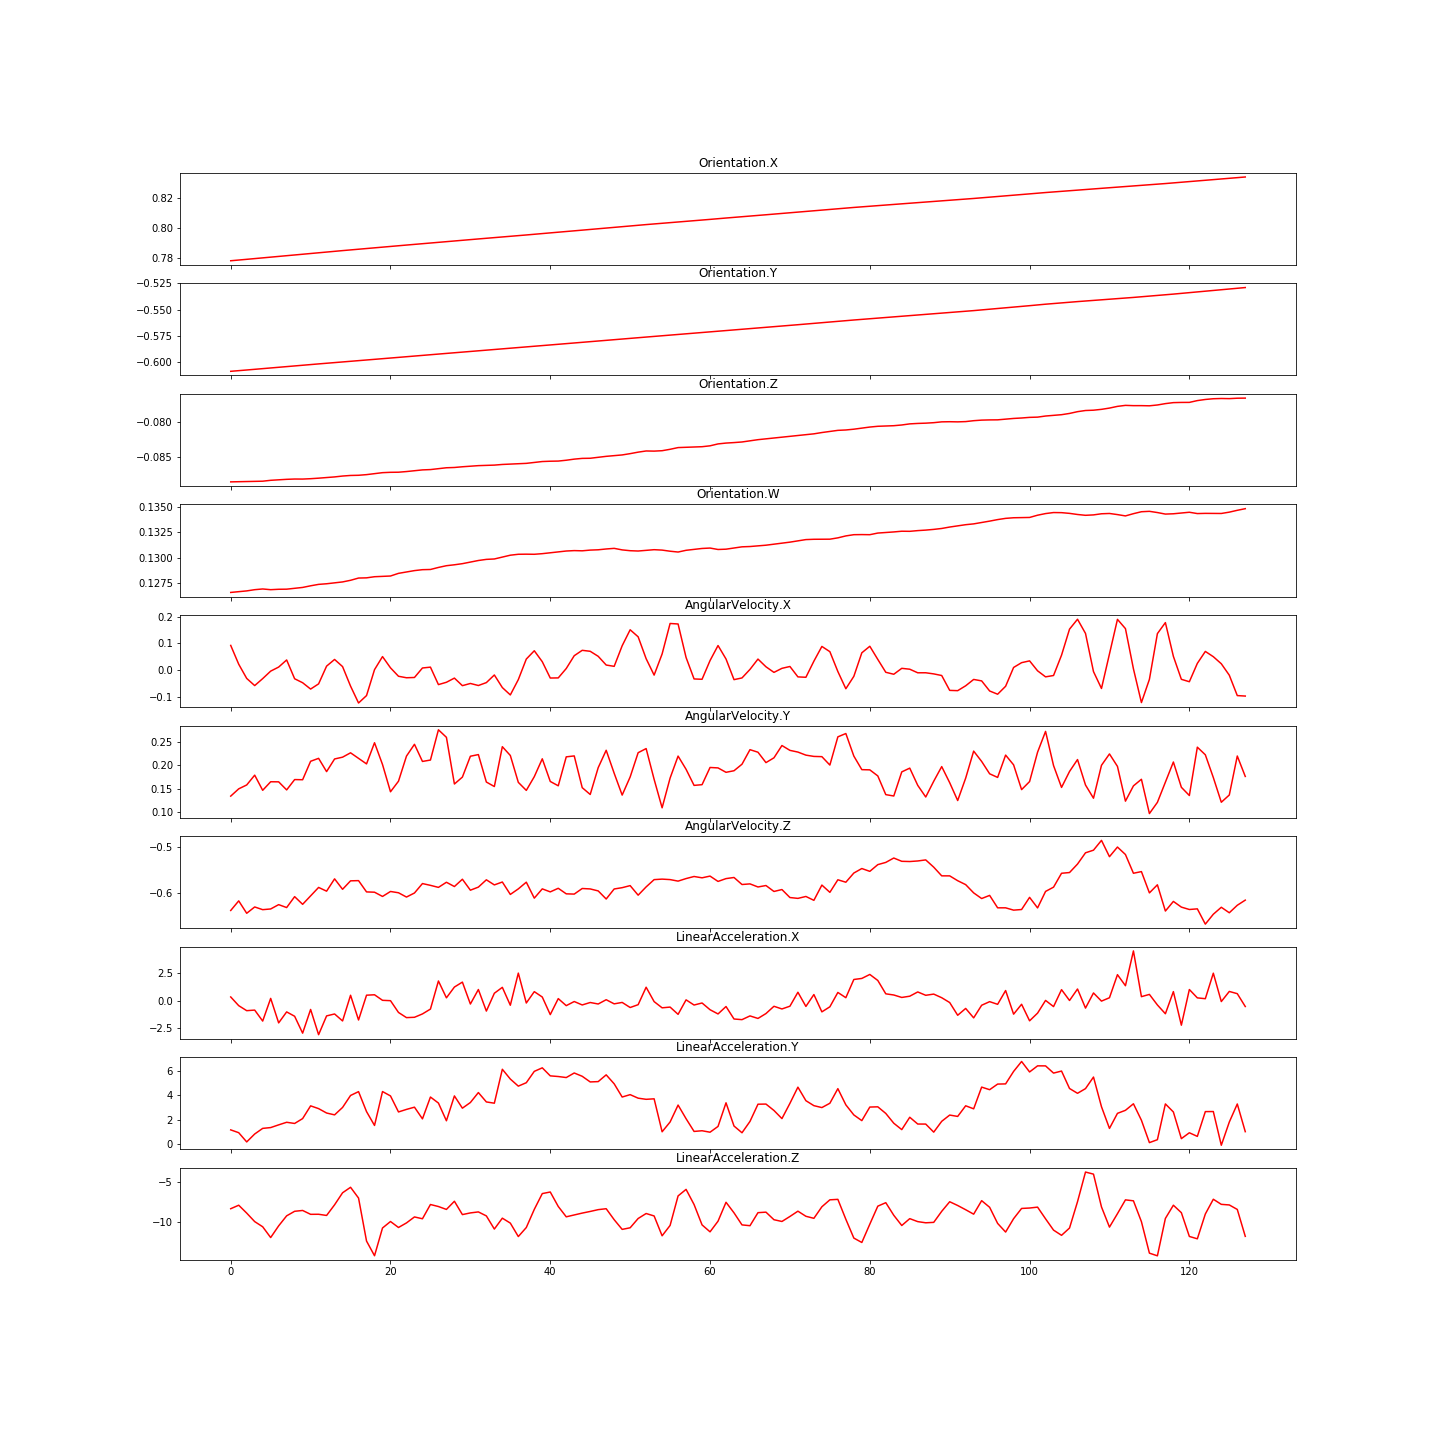 Orientation.X
0.82
0.80
0.78
Orientation.Y
−0.525
−0.550
−0.575
−0.600
Orientation.Z
−0.080
−0.085
Orientation.W
0.1350
0.1325
0.1300
0.1275
AngularVelocity.X
0.2
0.1
0.0
−0.1
AngularVelocity.Y
0.25
0.20
0.15
0.10
AngularVelocity.Z
−0.5
−0.6
LinearAcceleration.X
2.5
0.0
−2.5
LinearAcceleration.Y
6
4
2
0
LinearAcceleration.Z
−5
−10
0 20 40 60 80 100 120